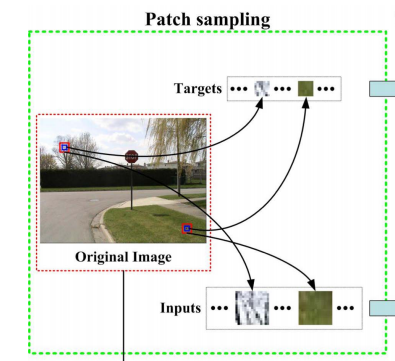 Patch sampling
Targets
Original Image
Inputs